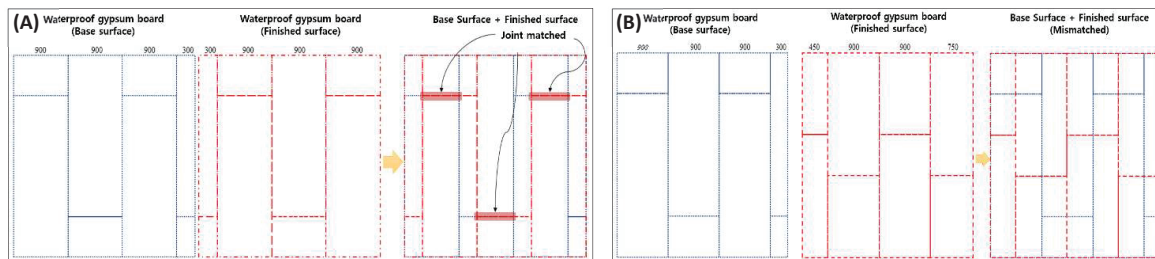 (A)
Waterproof gypsum board
(Base surface)
900 900 900 300
Waterproof gypsum board
(Finished surface)
300 900 900 900
Base Surface + Finished surface
Joint matched
(B)
Waterproof gypsum board
(Base surface)
900 900 900 300
Waterproof gypsum board
(Finished surface)
450 900 900 750
Base Surface + Finished surface
(Mismatched)